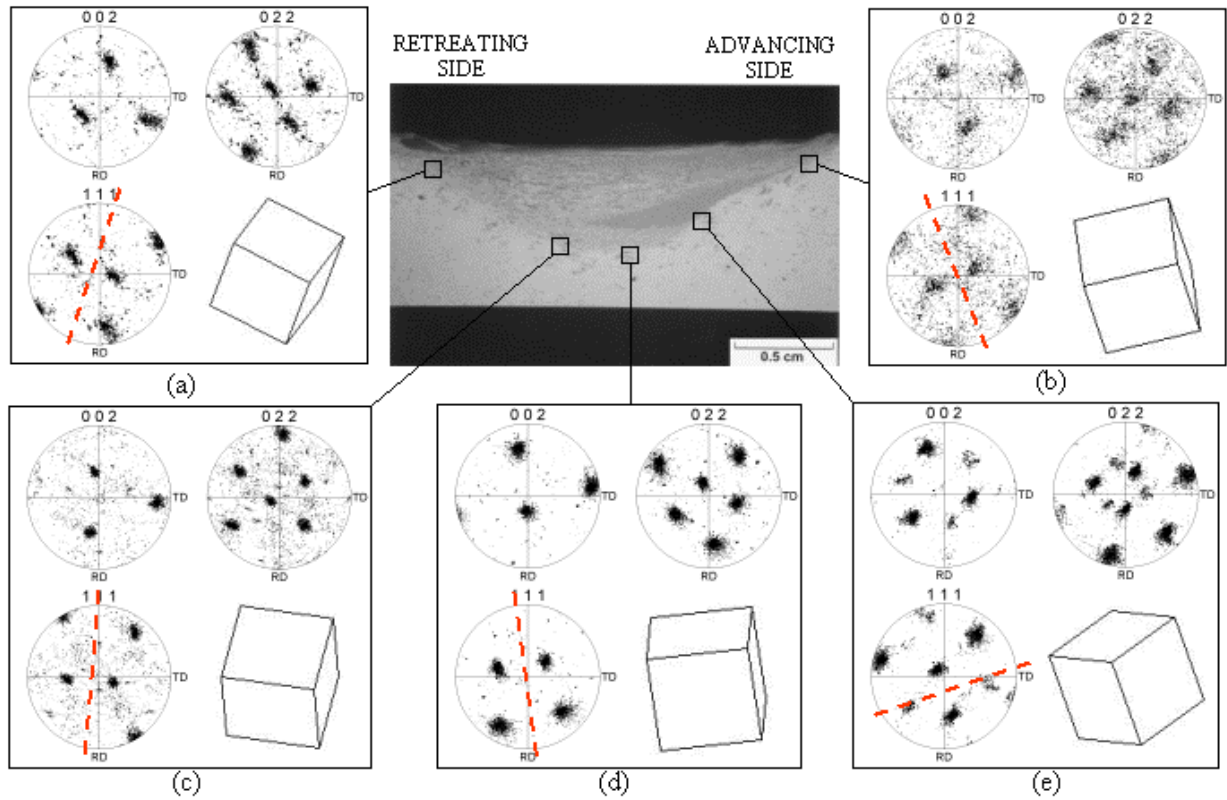 0 0 2
0 2 2
TD
TD
RD
RD
1 1 1
TD
RD
(a)
RETREATING
SIDE
ADVANCING
SIDE
0.5 cm
0 0 2
0 2 2
TD
TD
RD
RD
1 1 1
TD
RD
(b)
0 0 2
0 2 2
TD
TD
RD
RD
1 1 1
TD
RD
(c)
0 0 2
0 2 2
TD
TD
RD
RD
1 1 1
TD
RD
(d)
0 0 2
0 2 2
TD
TD
RD
RD
1 1 1
TD
RD
(e)